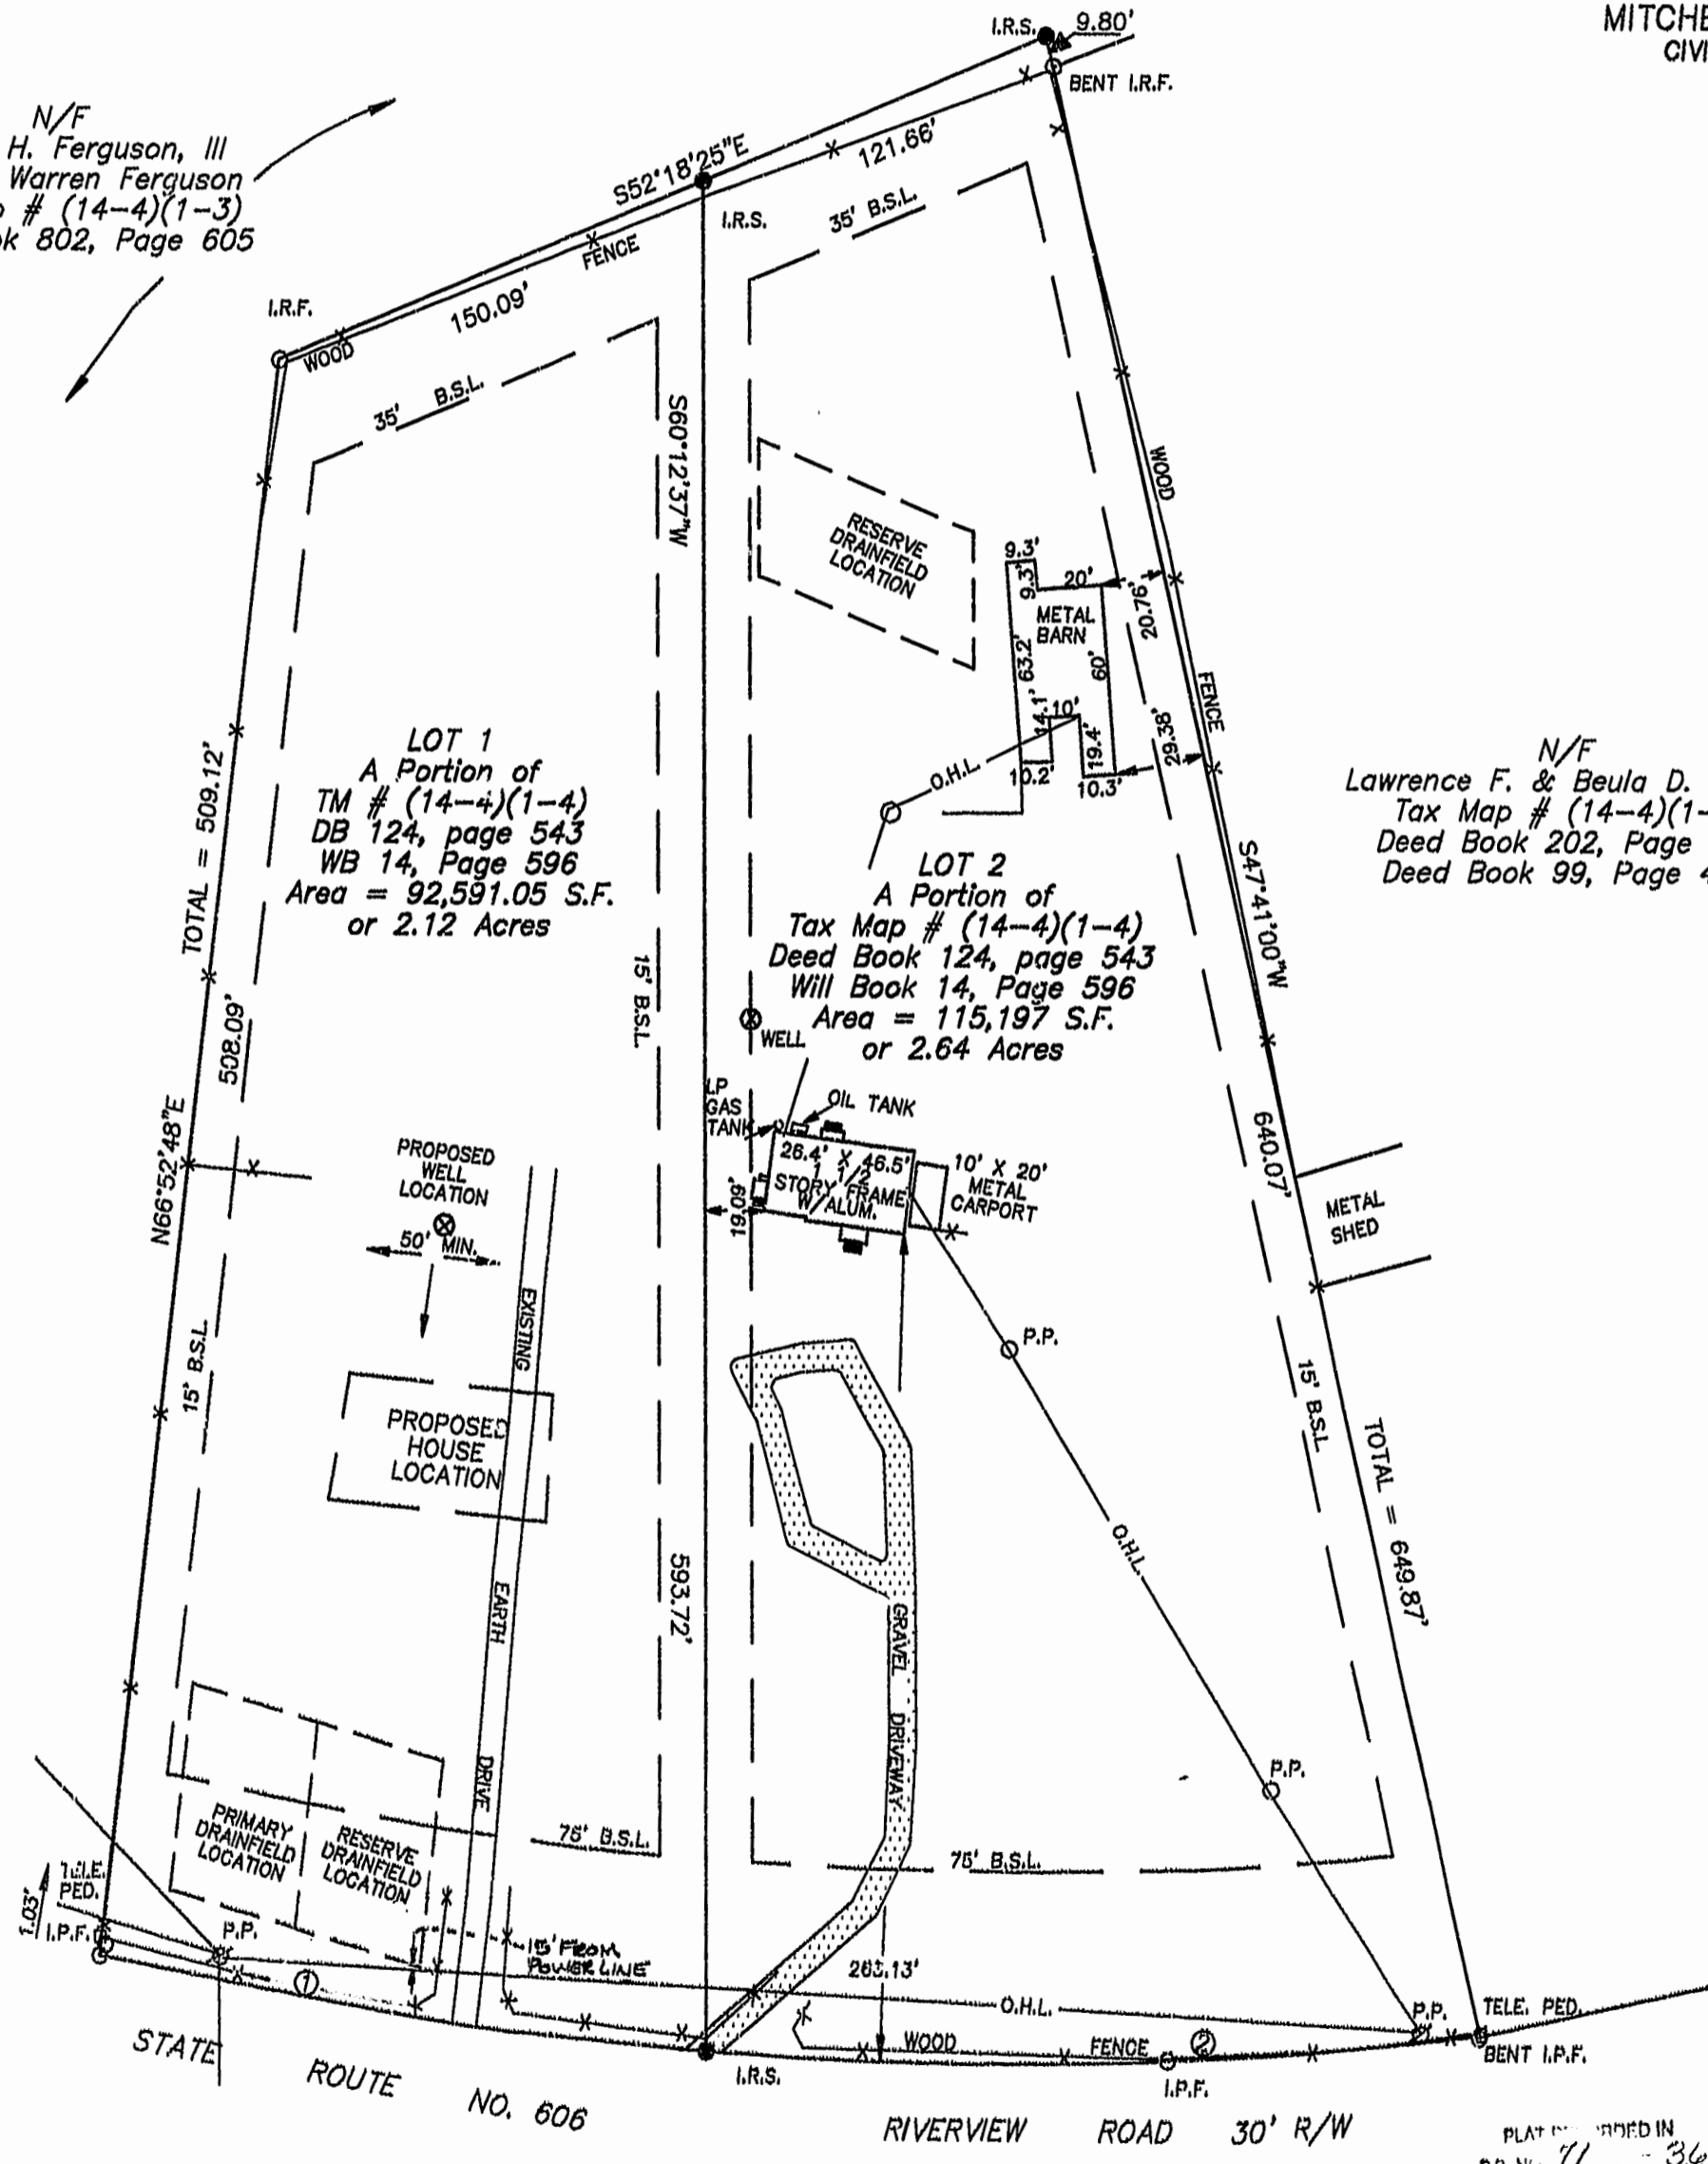 MITCHE
CIVI
N/F
H. Ferguson, III
Warren Ferguson
# (14-4)(1-3)
k 802, Page 605
I.R.S.
9.80'
BENT I.R.F.
S52°18'25"E
121.66'
I.R.S.
FENCE
150.09'
I.R.F.
WOOD
35' B.S.L.
35' B.S.L.
S60°12'37"W
RESERVE
DRAINFIELD
LOCATION
WOOD
9.3'
9.3'
20'
METAL
BARN
20.76'
63.2'
60'
14.1'
10'
19.4'
29.38'
10.2'
10.3'
FENCE
O.H.L.
LOT 1
A Portion of
TM # (14-4)(1-4)
DB 124, page 543
WB 14, Page 596
Area = 92,591.05 S.F.
or 2.12 Acres
N/F
Lawrence F. & Beula D.
Tax Map # (14-4)(1-
Deed Book 202, Page
Deed Book 99, Page 4
LOT 2
A Portion of
Tax Map # (14-4)(1-4)
Deed Book 124, page 543
Will Book 14, Page 596
Area = 115,197 S.F.
or 2.64 Acres
TOTAL = 509.12'
508.09'
N66°52'48"E
15' B.S.L.
15' B.S.L.
S47°41'00"W
640.07'
WELL
LP
GAS
TANK
OIL TANK
26.4' X 46.5'
1 1/2
STORY FRAME
W/ALUM.
10' X 20'
METAL
CARPORT
19.09'
METAL
SHED
PROPOSED
WELL
LOCATION
50' MIN.
EXISTING
EARTH
DRIVE
PROPOSED
HOUSE
LOCATION
P.P.
15' B.S.L.
TOTAL = 649.87'
O.H.L.
593.72'
GRAVEL DRIVEWAY
P.P.
PRIMARY
DRAINFIELD
LOCATION
RESERVE
DRAINFIELD
LOCATION
75' B.S.L.
75' B.S.L.
TELE.
PED.
1.03'
I.P.F.
P.P.
1
15' FROM
POWER LINE
O.H.L.
P.P.
TELE. PED.
WOOD
FENCE
2
BENT I.P.F.
I.R.S.
I.P.F.
STATE ROUTE NO. 606
RIVERVIEW ROAD 30' R/W
PLAT
IN
71
36